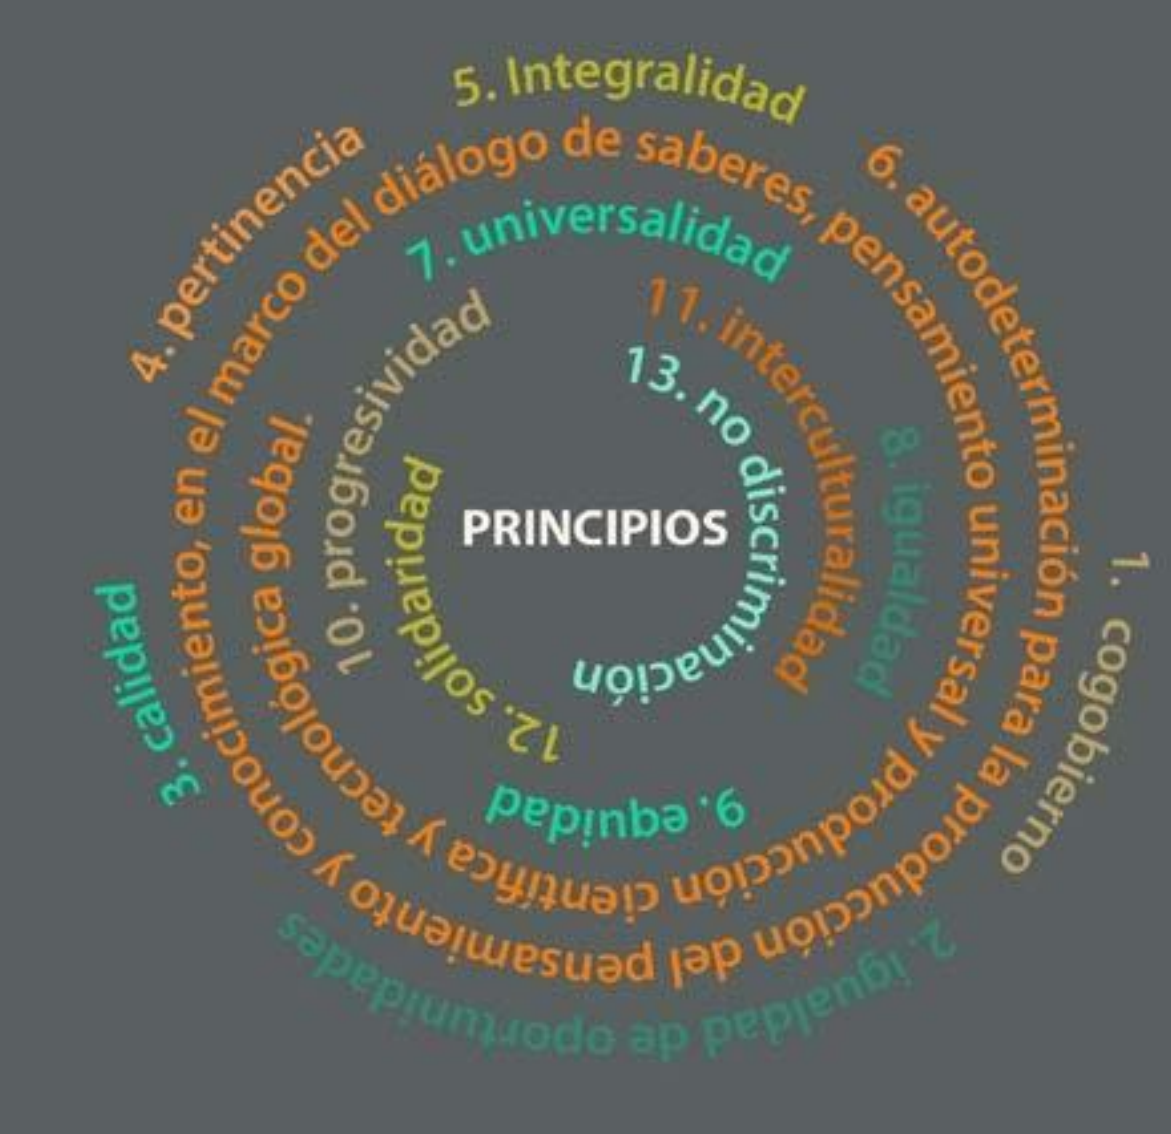 PRINCIPIOS
1. cogobierno
2. igualdad de oportunidades
3. calidad
4. pertinencia
5. Integralidad
6. autodeterminación para la producción del pensamiento y conocimiento, en el marco del diálogo de saberes, pensamiento universal y producción científica y tecnológica global.
7. universalidad
8. igualdad
9. equidad
10. progresividad
11. interculturalidad
12. solidaridad
13. no discriminación